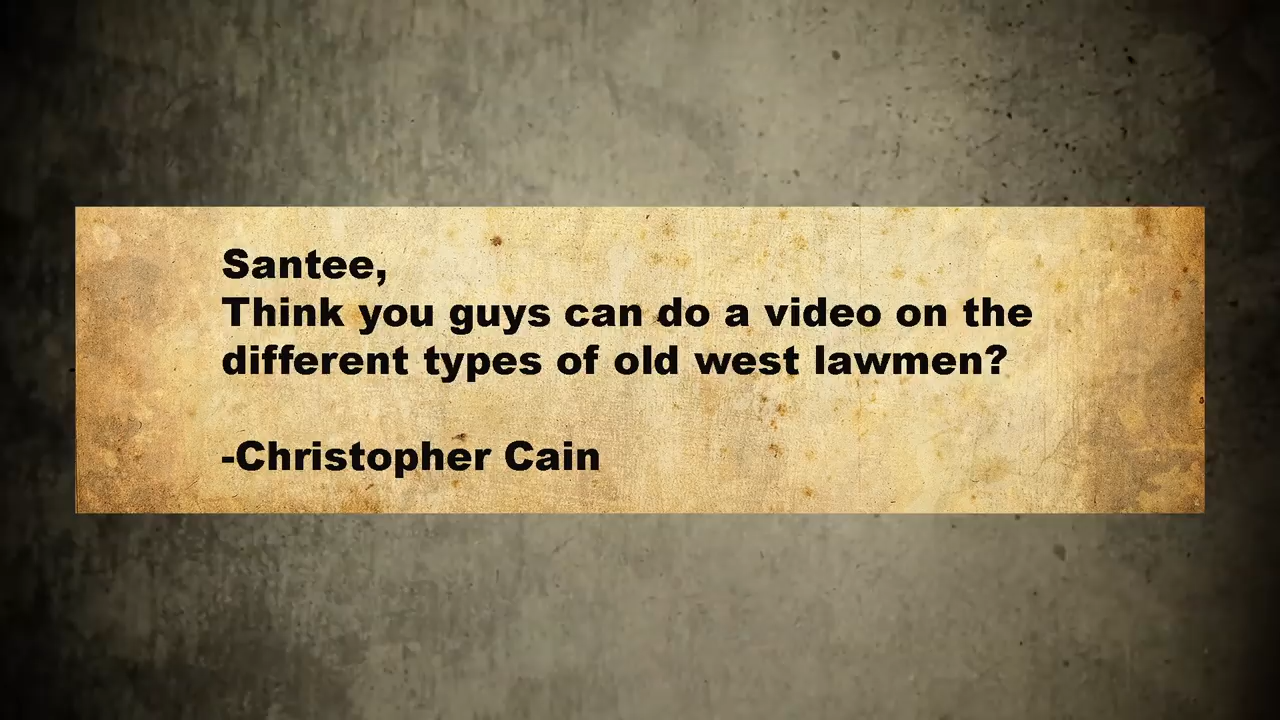 Santee,
Think you guys can do a video on the
different types of old west lawmen?
-Christopher Cain